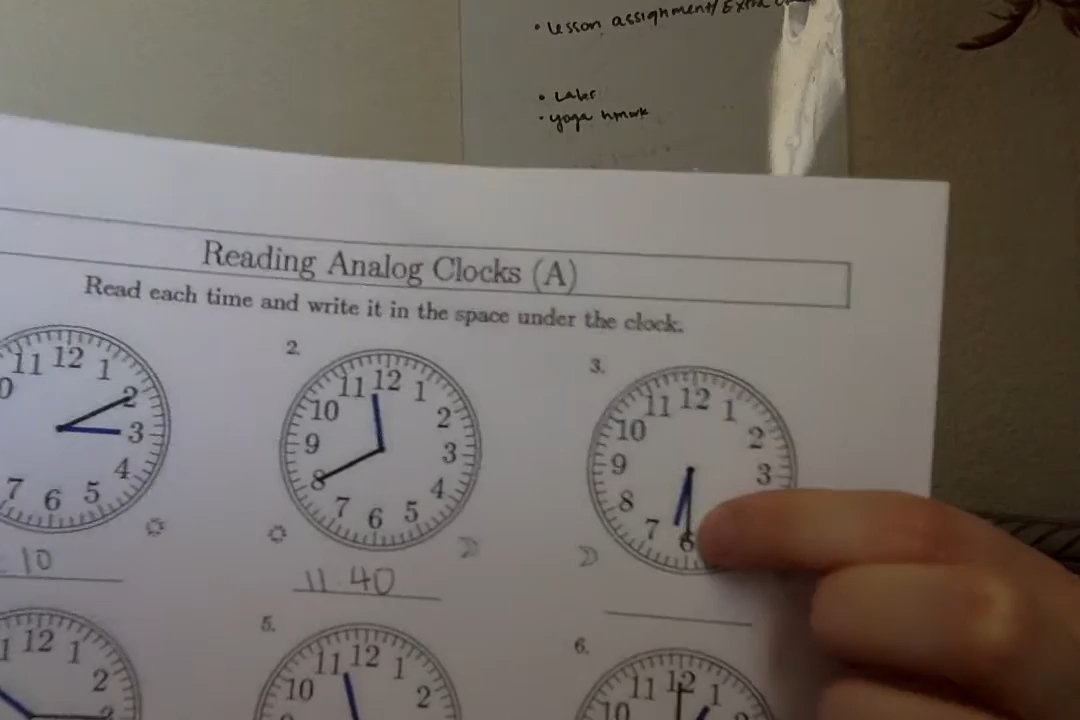 • lesson assignment/ Extra
• Labs
• yoga hmwk
Reading Analog Clocks (A)
Read each time and write it in the space under the clock.
11 12 1 2 3 4 5 6 7
10
2.
12 1 2 3 4 5 6 7 8 9 10 11
11 40
3.
12 1 2 3 6 7 8 9 10 11
12 1 2
5.
10 11 12 1 2
6.
10 11 12 1